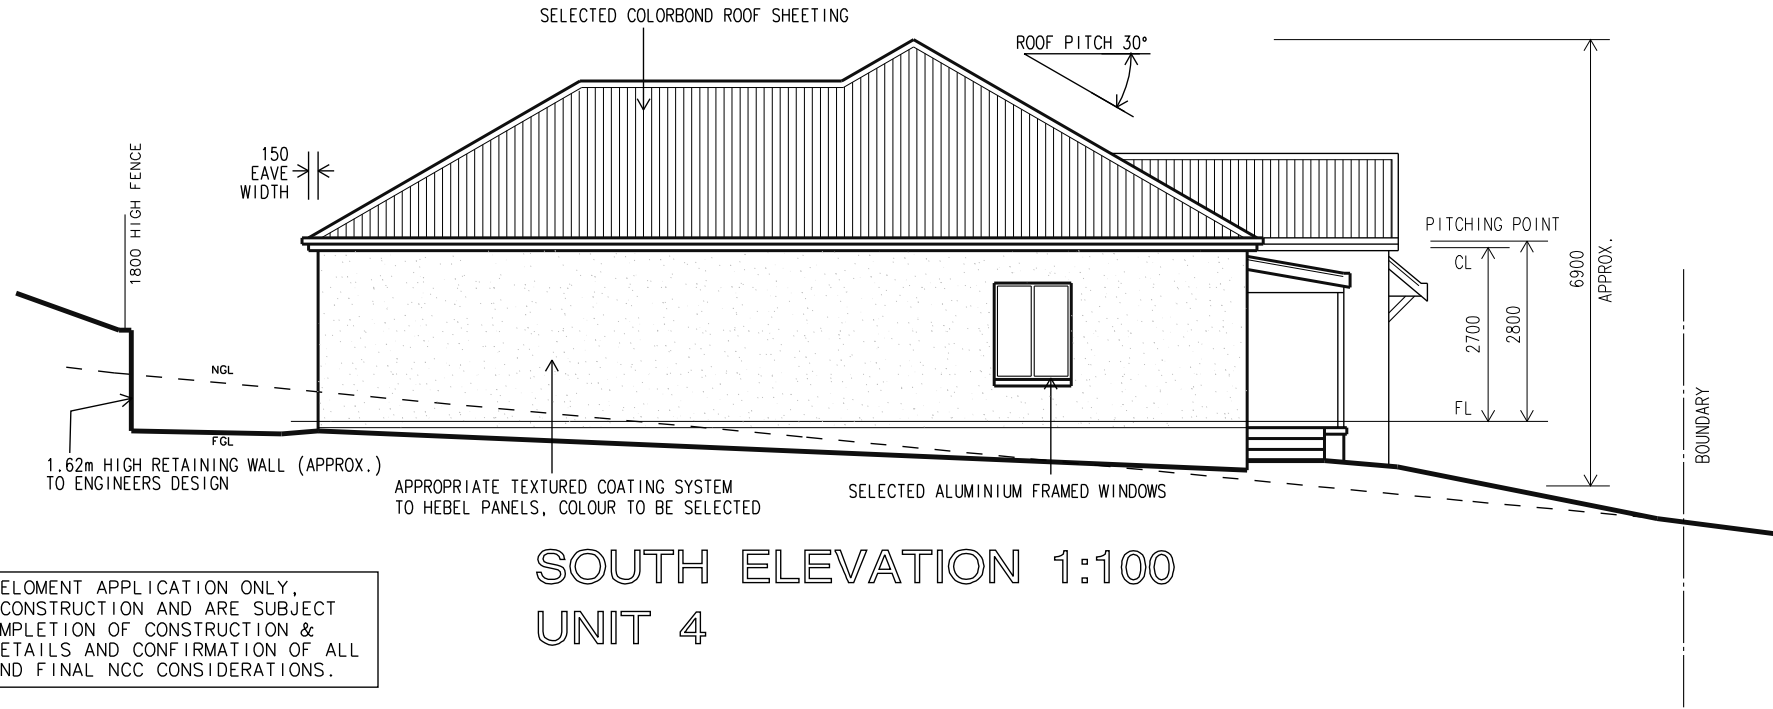 SELECTED COLORBOND ROOF SHEETING
ROOF PITCH 30°
150
EAVE
WIDTH
1800 HIGH FENCE
PITCHING POINT
CL
2700
2800
6900
APPROX.
FL
BOUNDARY
NGL
FGL
1.62m HIGH RETAINING WALL (APPROX.)
TO ENGINEERS DESIGN
APPROPRIATE TEXTURED COATING SYSTEM
TO HEBEL PANELS, COLOUR TO BE SELECTED
SELECTED ALUMINIUM FRAMED WINDOWS
SOUTH ELEVATION 1:100
UNIT 4
ELOMENT APPLICATION ONLY,
CONSTRUCTION AND ARE SUBJECT
MPLETION OF CONSTRUCTION &
ETAILS AND CONFIRMATION OF ALL
ND FINAL NCC CONSIDERATIONS.